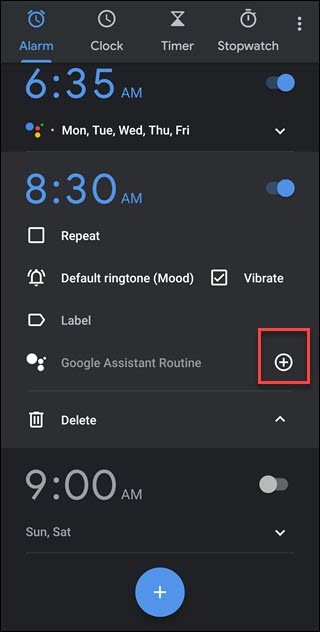 Alarm Clock Timer Stopwatch
6:35 AM
· Mon, Tue, Wed, Thu, Fri
8:30 AM
Repeat
Default ringtone (Mood) Vibrate
Label
Google Assistant Routine
Delete
9:00 AM
Sun, Sat